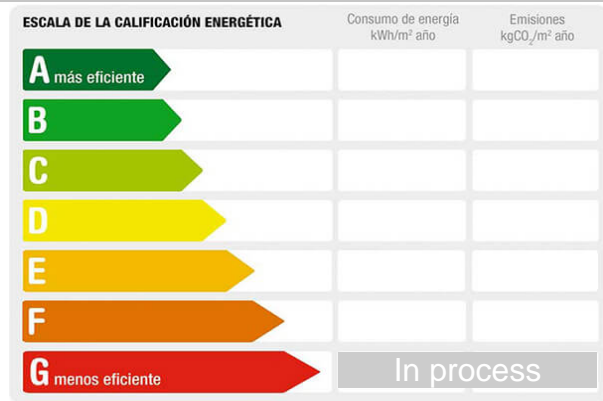 ESCALA DE LA CALIFICACIÓN ENERGÉTICA
Consumo de energía
kWh/m² año
Emisiones
kgCO₂/m² año
A más eficiente
B
C
D
E
F
G menos eficiente
In process